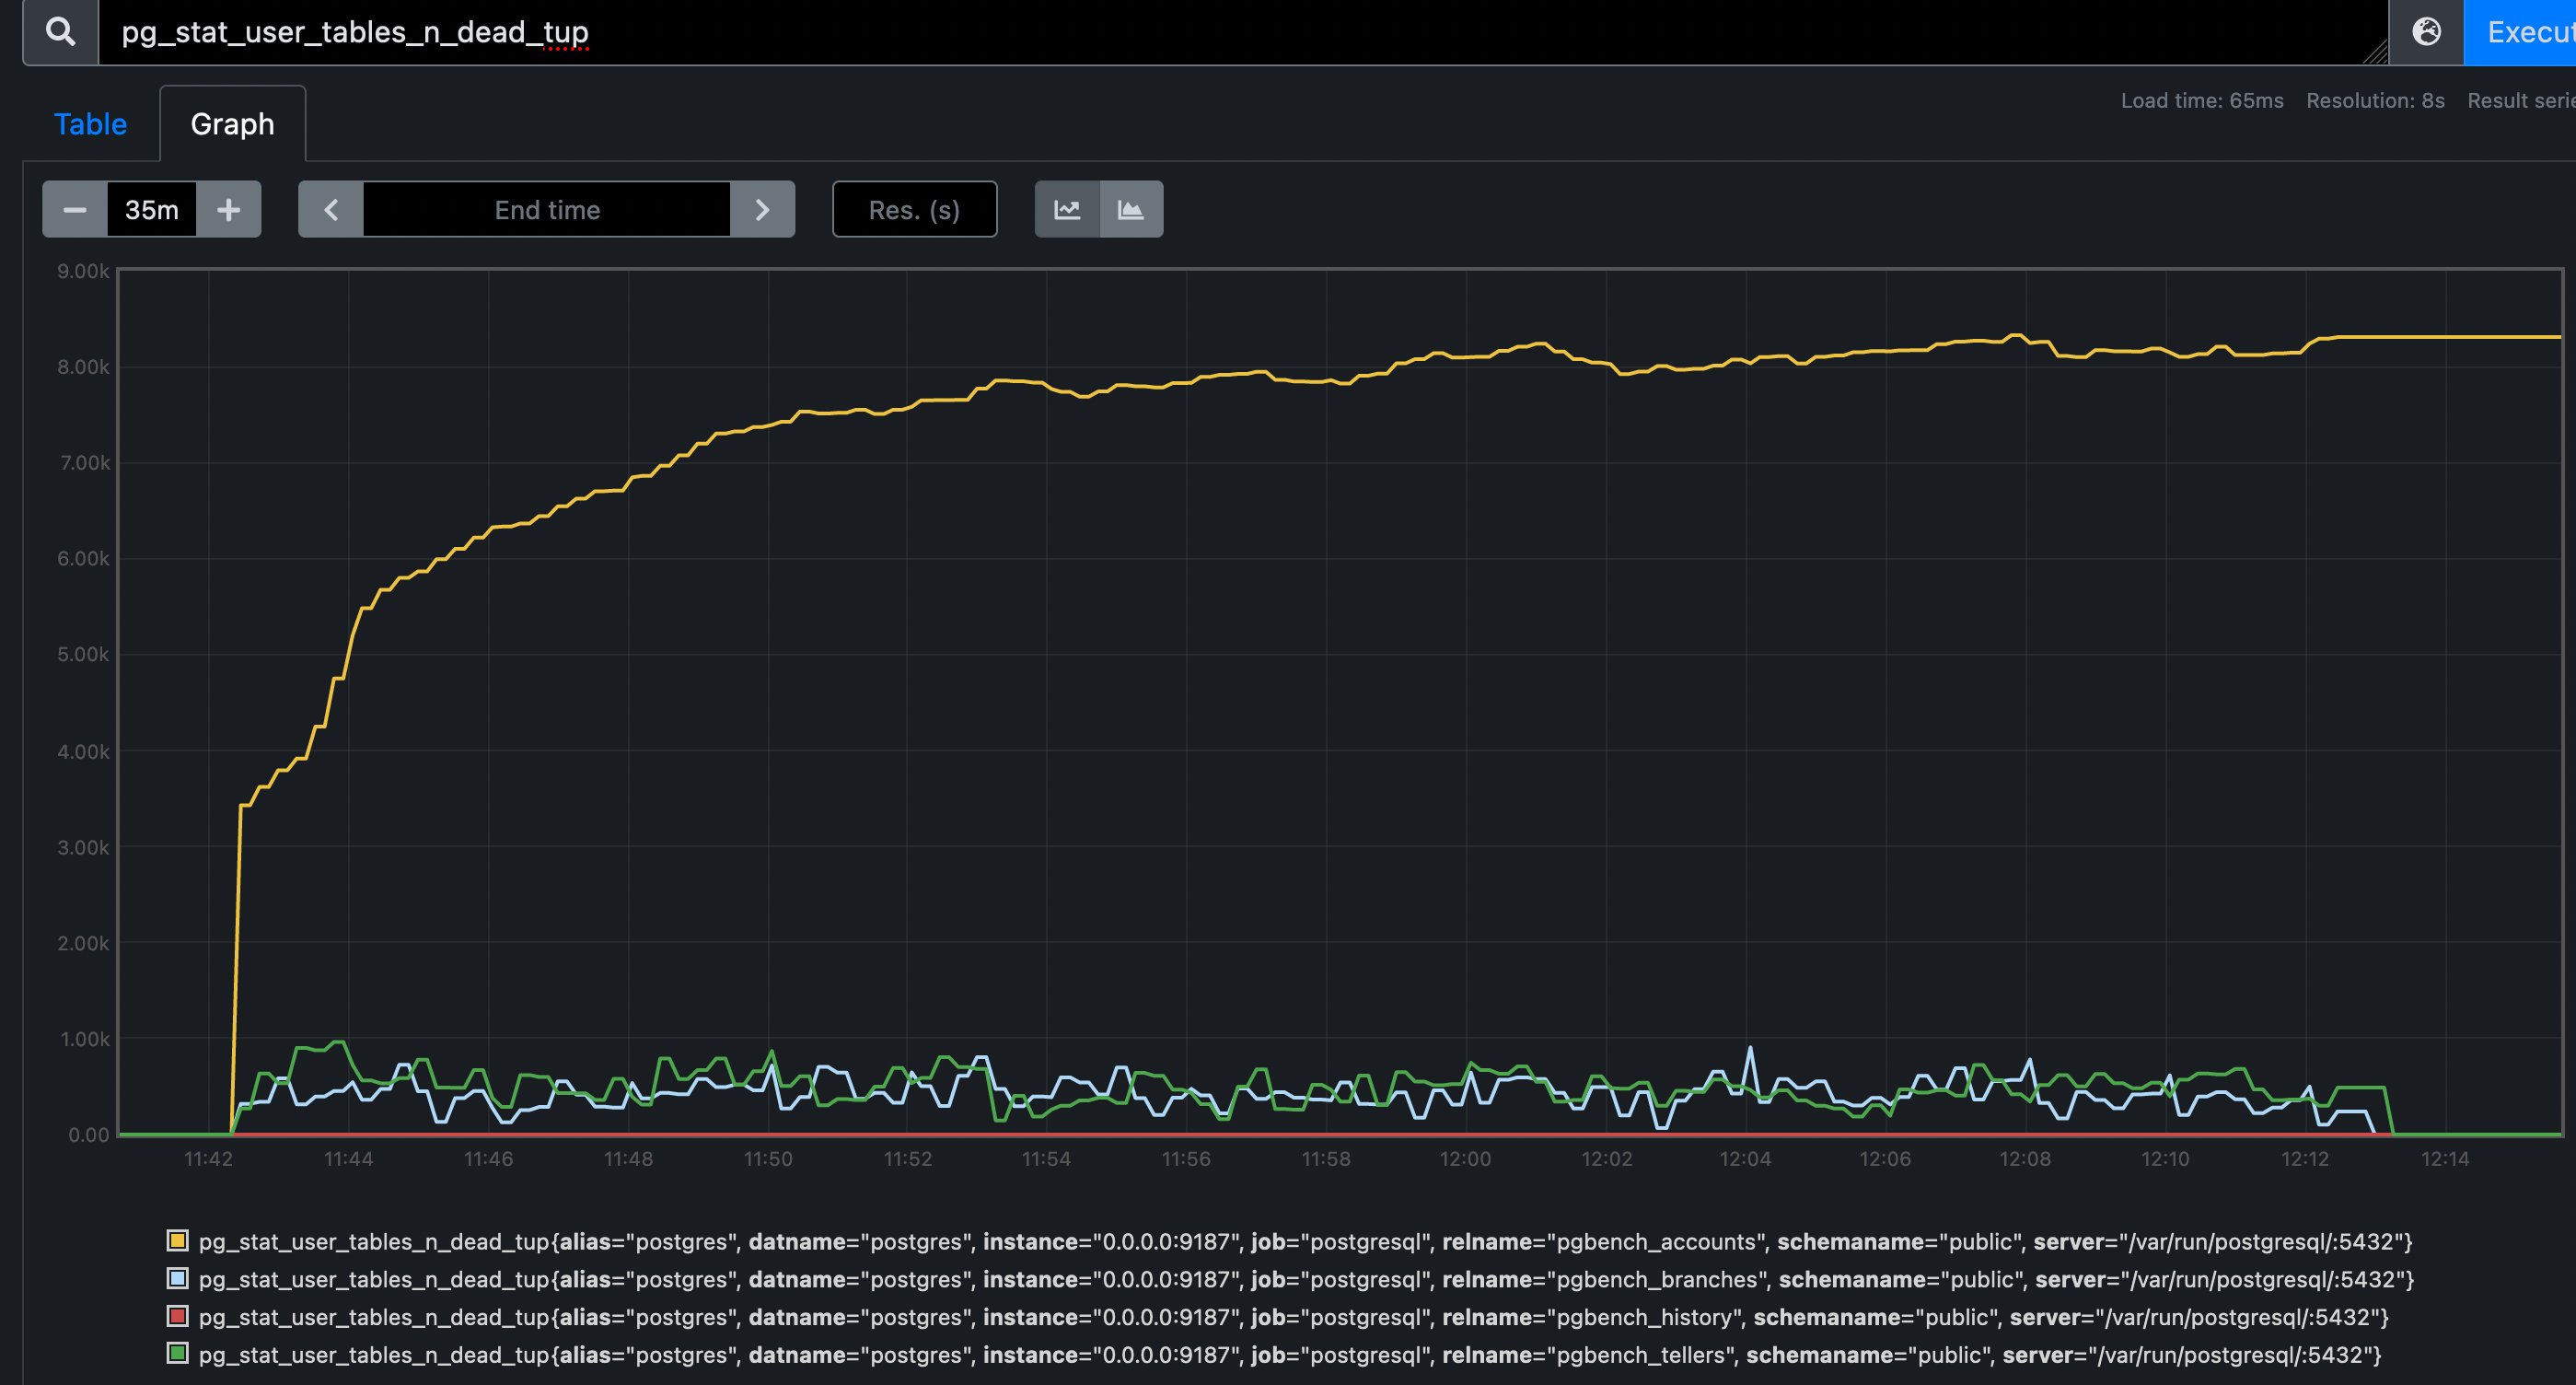 pg_stat_user_tables_n_dead_tup
Execut
Table
Graph
Load time: 65ms Resolution: 8s Result serie
35m
End time
Res. (s)
9.00k
8.00k
7.00k
6.00k
5.00k
4.00k
3.00k
2.00k
1.00k
0.00
11:42 11:44 11:46 11:48 11:50 11:52 11:54 11:56 11:58 12:00 12:02 12:04 12:06 12:08 12:10 12:12 12:14
pg_stat_user_tables_n_dead_tup{alias="postgres", datname="postgres", instance="0.0.0.0:9187", job="postgresql", relname="pgbench_accounts", schemaname="public", server="/var/run/postgresql/:5432"}
pg_stat_user_tables_n_dead_tup{alias="postgres", datname="postgres", instance="0.0.0.0:9187", job="postgresql", relname="pgbench_branches", schemaname="public", server="/var/run/postgresql/:5432"}
pg_stat_user_tables_n_dead_tup{alias="postgres", datname="postgres", instance="0.0.0.0:9187", job="postgresql", relname="pgbench_history", schemaname="public", server="/var/run/postgresql/:5432"}
pg_stat_user_tables_n_dead_tup{alias="postgres", datname="postgres", instance="0.0.0.0:9187", job="postgresql", relname="pgbench_tellers", schemaname="public", server="/var/run/postgresql/:5432"}